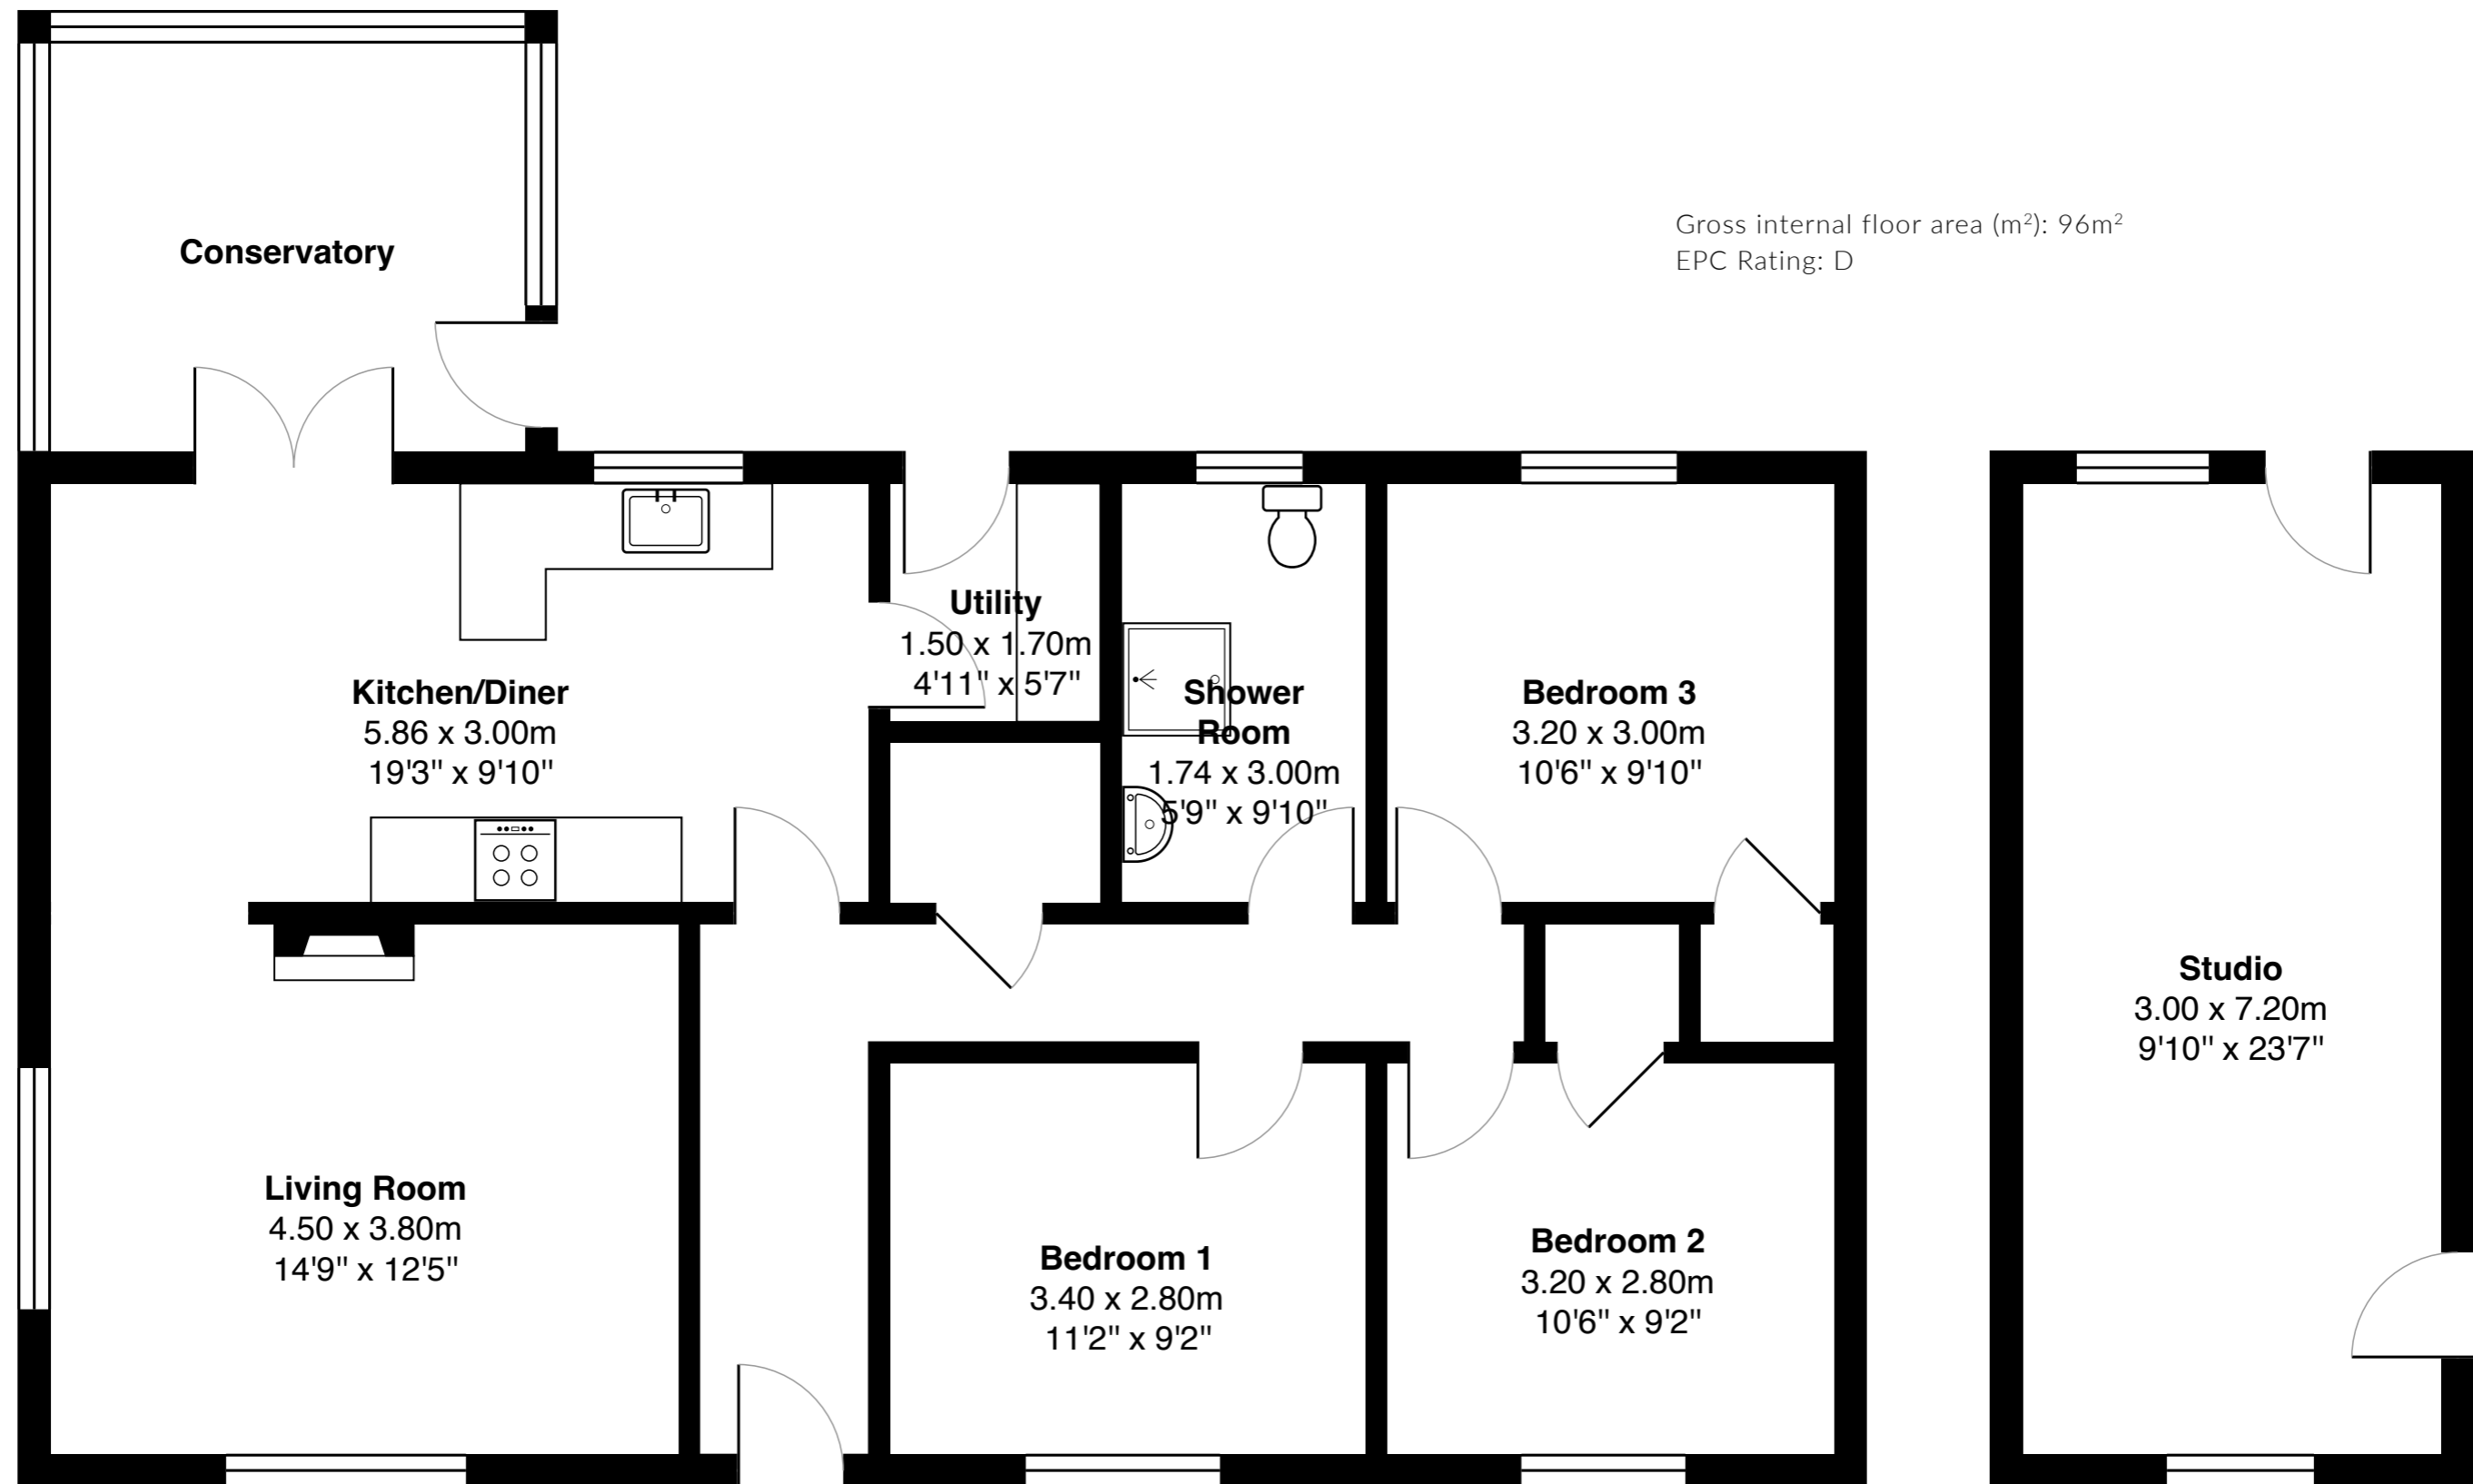 Conservatory
Gross internal floor area (m²): 96m²
EPC Rating: D
Utility
1.50 x 1.70m
4'11" x 5'7"
Kitchen/Diner
5.86 x 3.00m
19'3" x 9'10"
Shower
Room
1.74 x 3.00m
5'9" x 9'10"
Bedroom 3
3.20 x 3.00m
10'6" x 9'10"
Studio
3.00 x 7.20m
9'10" x 23'7"
Living Room
4.50 x 3.80m
14'9" x 12'5"
Bedroom 1
3.40 x 2.80m
11'2" x 9'2"
Bedroom 2
3.20 x 2.80m
10'6" x 9'2"